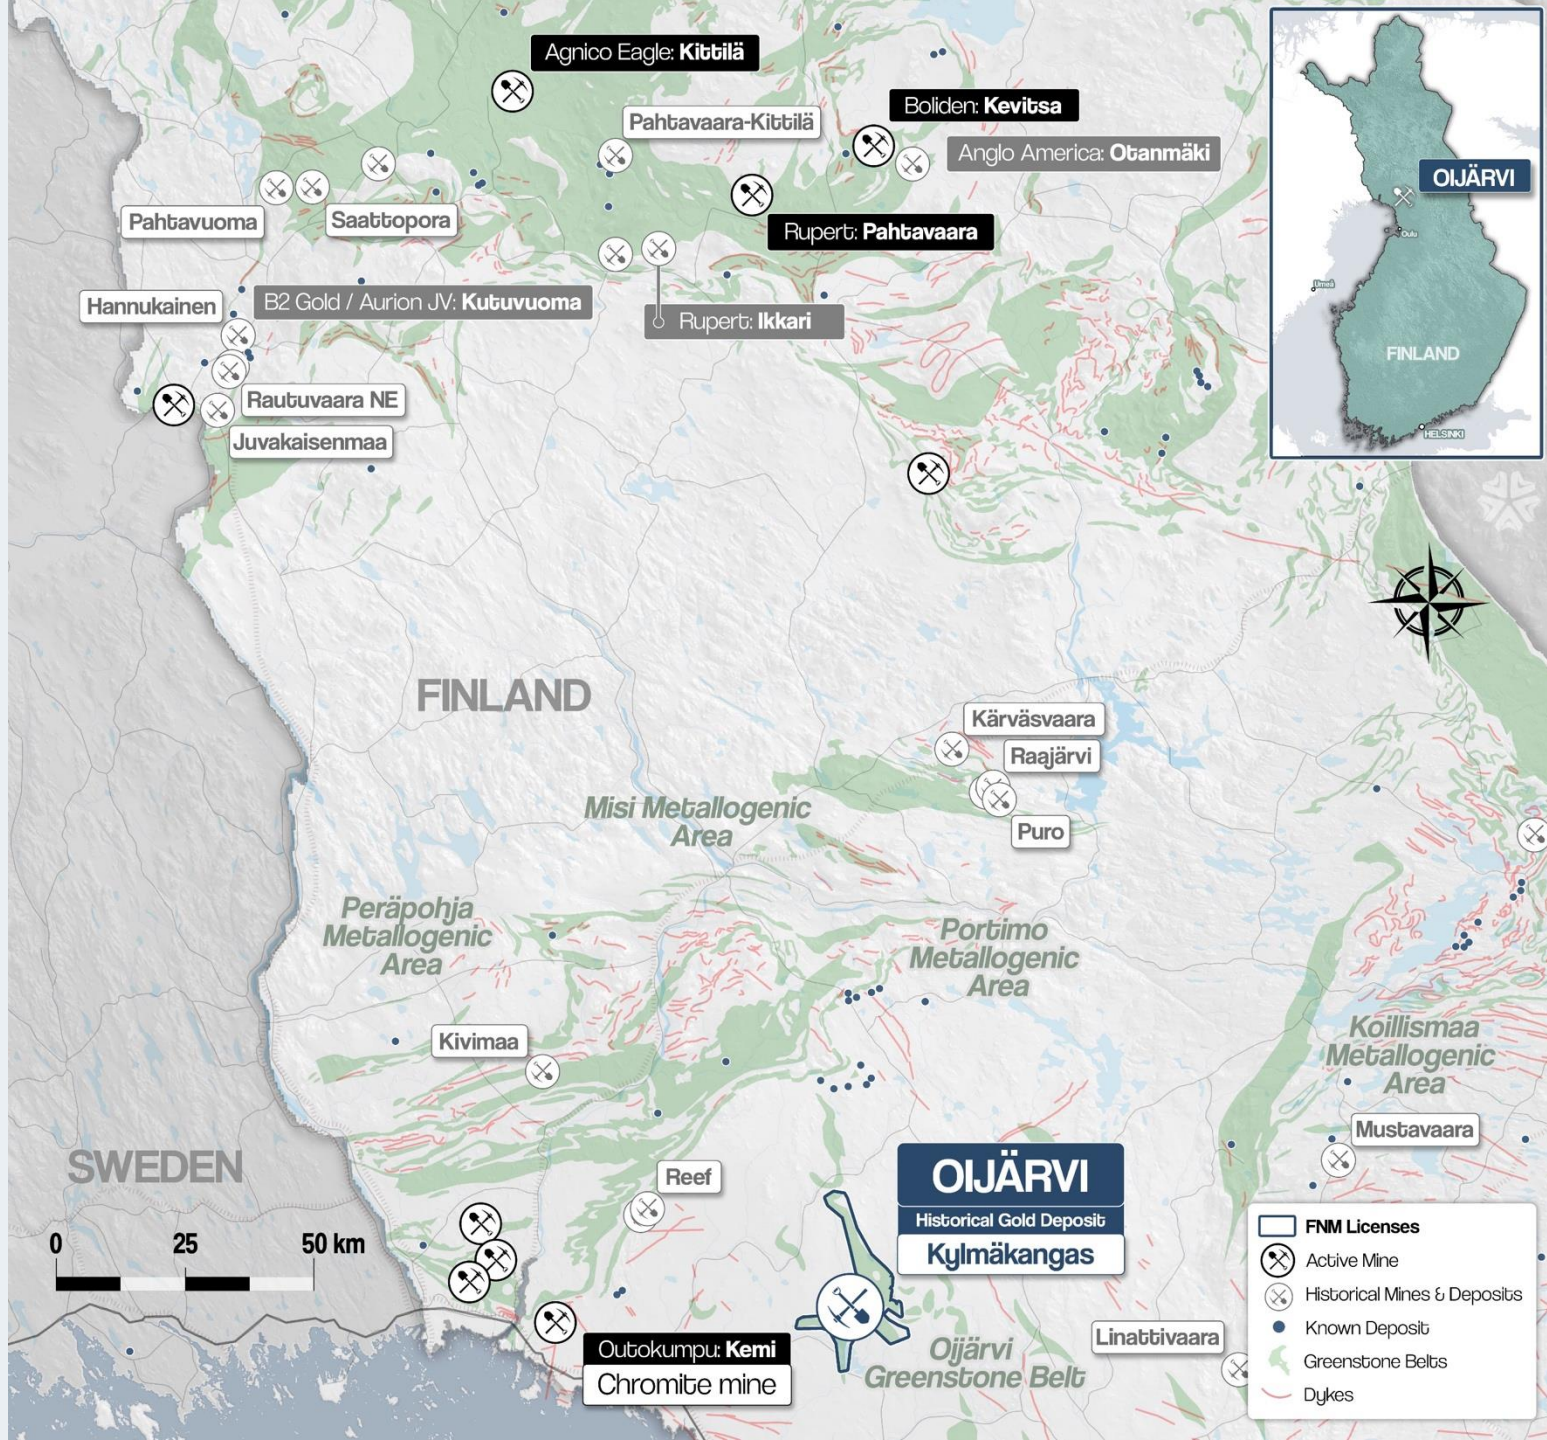 Agnico Eagle: Kittilä
Boliden: Kevitsa
Pahtavaara-Kittilä
Anglo America: Otanmäki
OIJÄRVI
Pahtavuoma
Saattopora
Rupert: Pahtavaara
Oulu
Umeå
Hannukainen
B2 Gold / Aurion JV: Kutuvuoma
Rupert: Ikkari
FINLAND
Rautuvaara NE
HELSINKI
Juvakaisenmaa
FINLAND
Kärväsvaara
Raajärvi
Misi Metallogenic
Area
Puro
Peräpohja
Metallogenic
Area
Portimo
Metallogenic
Area
Koillismaa
Metallogenic
Area
Kivimaa
Mustavaara
SWEDEN
Reef
OIJÄRVI
Historical Gold Deposit
Kylmäkangas
0 25 50 km
FNM Licenses
Active Mine
Historical Mines & Deposits
Known Deposit
Greenstone Belts
Dykes
Outokumpu: Kemi
Chromite mine
Oijärvi
Greenstone Belt
Linattivaara